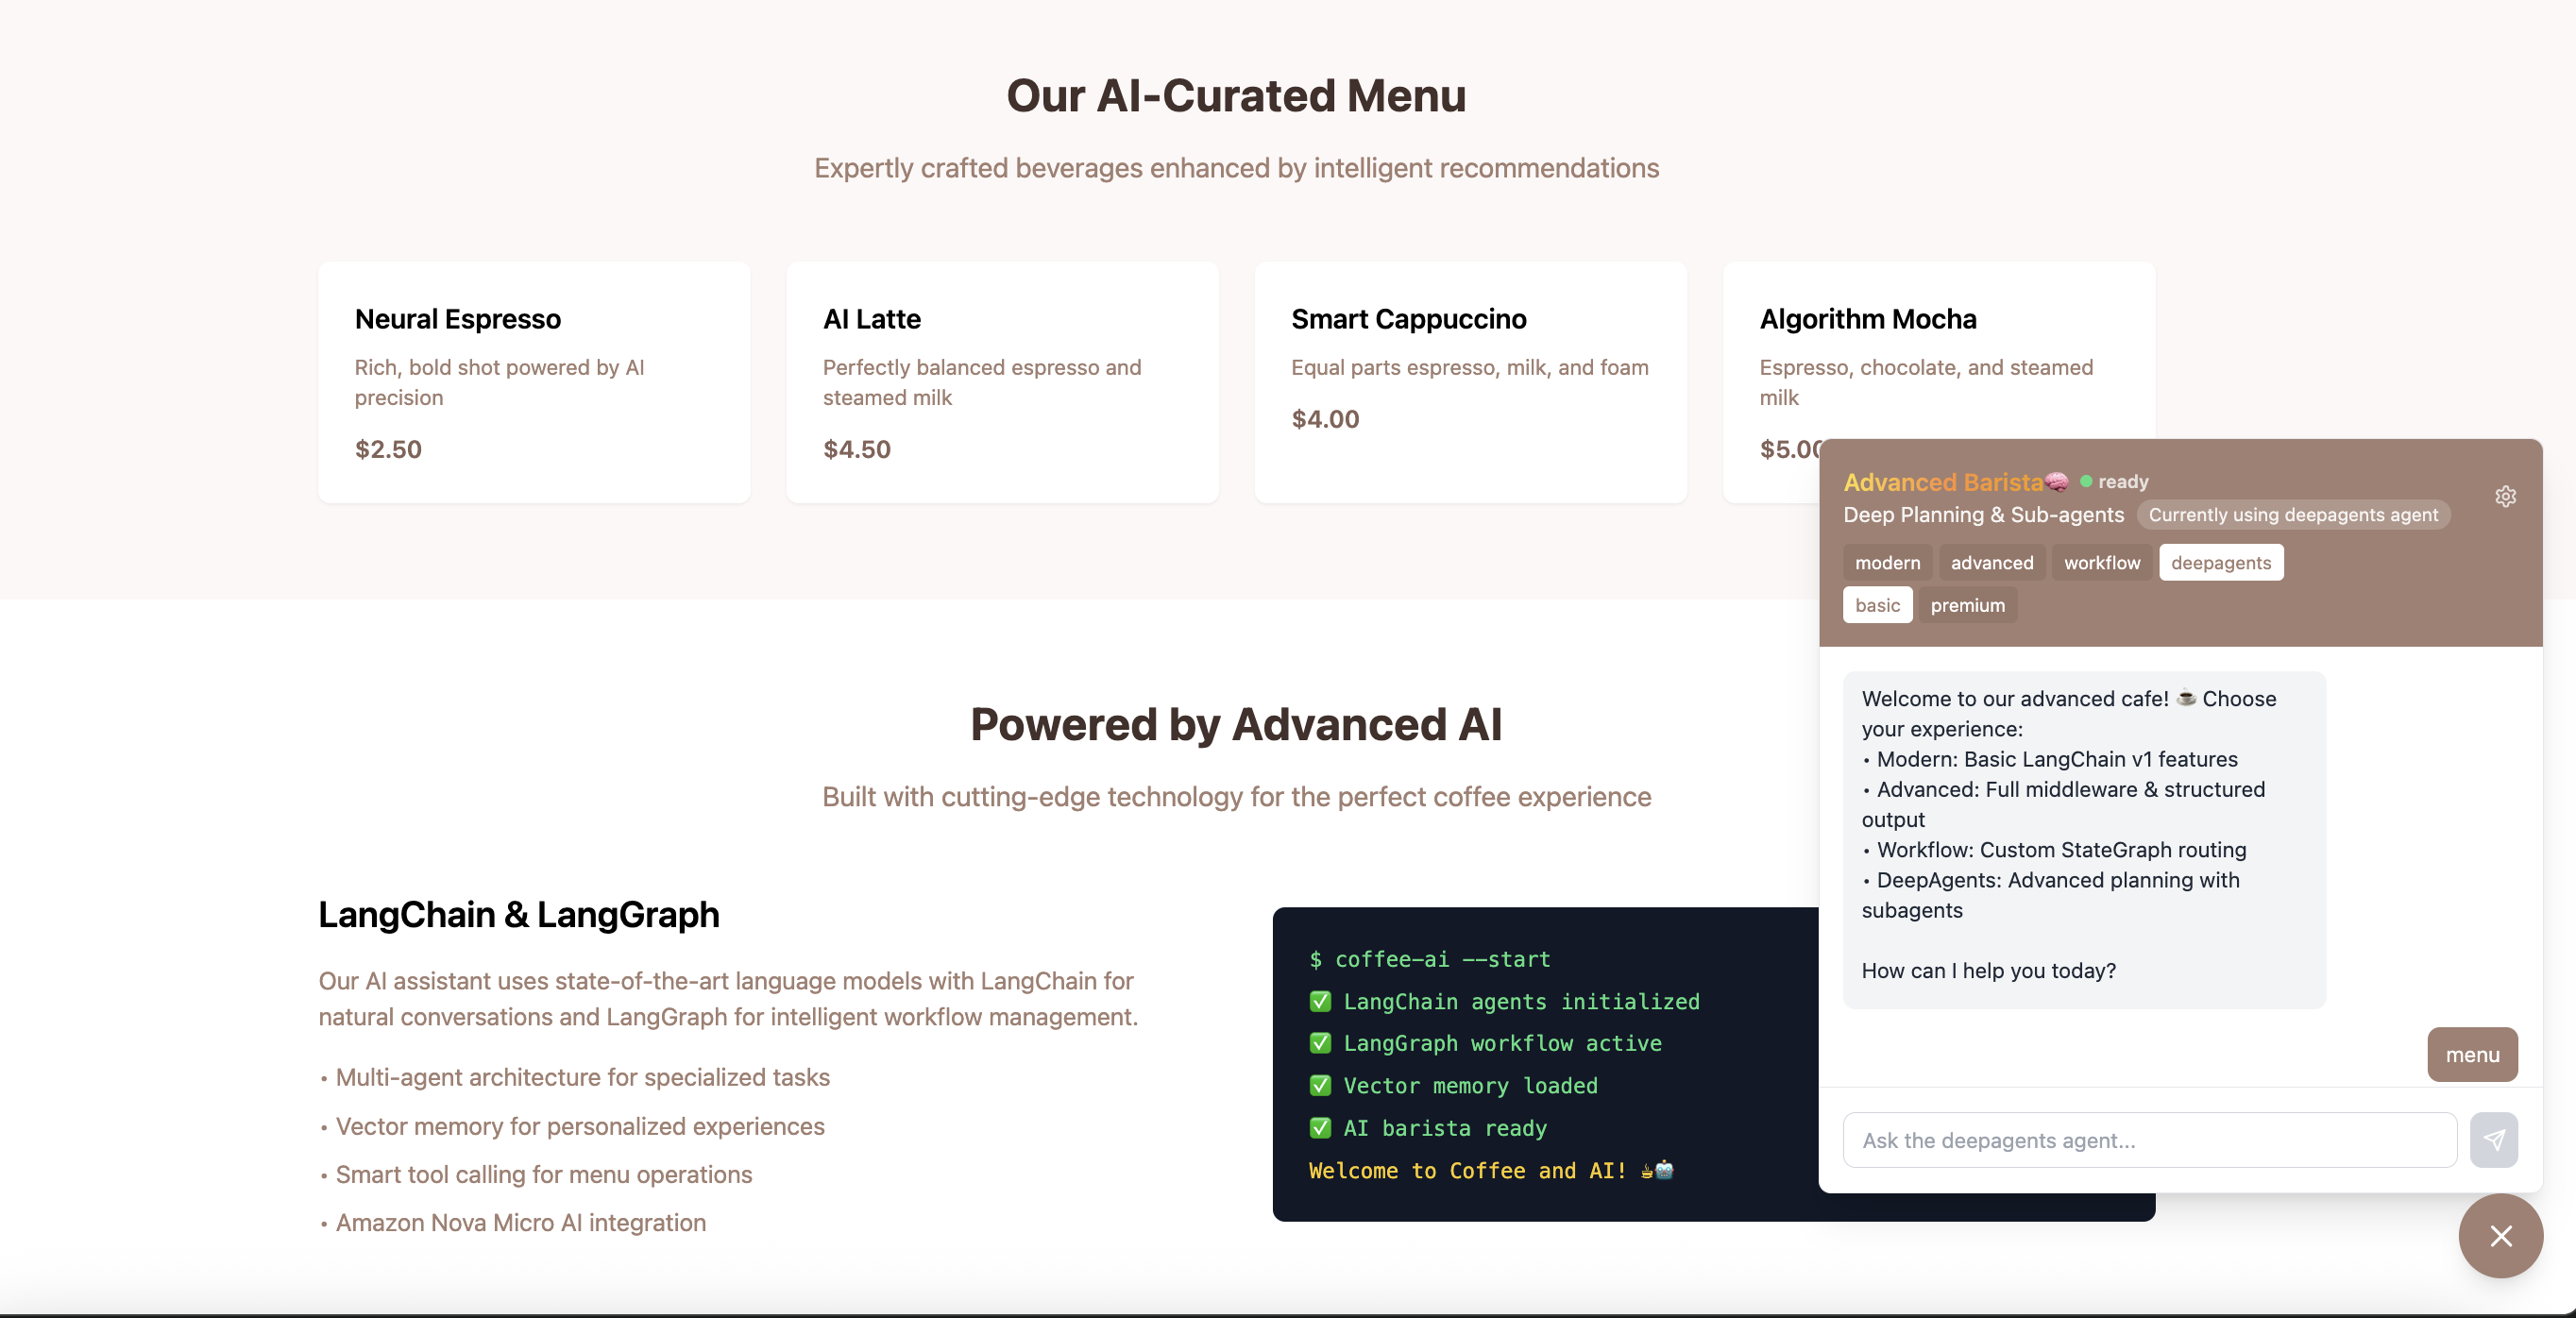 Our AI-Curated Menu
Expertly crafted beverages enhanced by intelligent recommendations
Neural Espresso
Rich, bold shot powered by AI
precision
$2.50
AI Latte
Perfectly balanced espresso and
steamed milk
$4.50
Smart Cappuccino
Equal parts espresso, milk, and foam
$4.00
Algorithm Mocha
Espresso, chocolate, and steamed
milk
$5.00
Powered by Advanced AI
Built with cutting-edge technology for the perfect coffee experience
LangChain & LangGraph
Our AI assistant uses state-of-the-art language models with LangChain for
natural conversations and LangGraph for intelligent workflow management.
• Multi-agent architecture for specialized tasks
• Vector memory for personalized experiences
• Smart tool calling for menu operations
• Amazon Nova Micro AI integration
$ coffee-ai --start
✅ LangChain agents initialized
✅ LangGraph workflow active
✅ Vector memory loaded
✅ AI barista ready
Welcome to Coffee and AI! ☕🤖
Advanced Barista🧠 ready
Deep Planning & Sub-agents Currently using deepagents agent
modern advanced workflow deepagents
basic premium
Welcome to our advanced cafe! ☕ Choose
your experience:
• Modern: Basic LangChain v1 features
• Advanced: Full middleware & structured
output
• Workflow: Custom StateGraph routing
• DeepAgents: Advanced planning with
subagents
How can I help you today?
menu
Ask the deepagents agent...